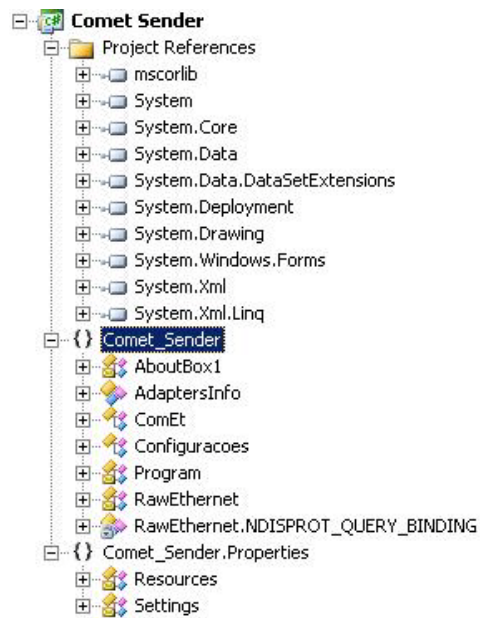 Comet Sender
Project References
mscorlib
System
System.Core
System.Data
System.Data.DataSetExtensions
System.Deployment
System.Drawing
System.Windows.Forms
System.Xml
System.Xml.Linq
{} Comet_Sender
AboutBox1
AdaptersInfo
ComEt
Configuracoes
Program
RawEthernet
RawEthernet.NDISPROT_QUERY_BINDING
{} Comet_Sender.Properties
Resources
Settings